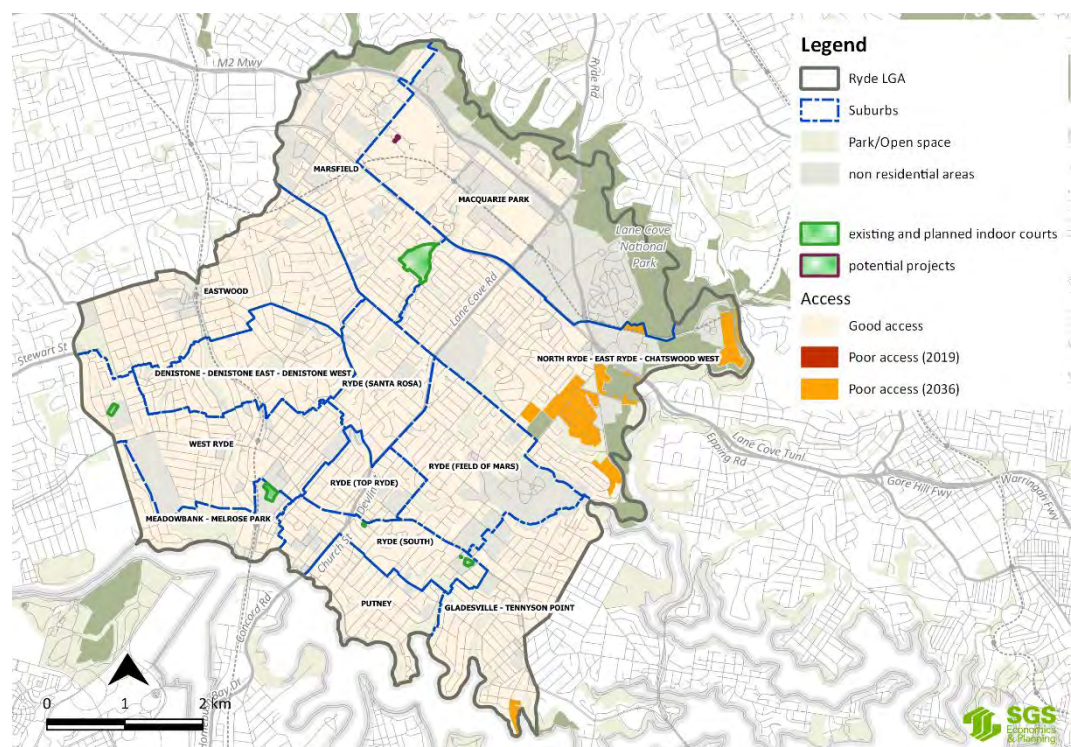 M2 Mwy
Ryde Rd
MARSFIELD
MACQUARIE PARK
Lane Cove
National
Park
EASTWOOD
Lane Cove Rd
Stewart St
DENISTONE - DENISTONE EAST - DENISTONE WEST
RYDE (SANTA ROSA)
NORTH RYDE - EAST RYDE - CHATSWOOD WEST
WEST RYDE
RYDE (FIELD OF MARS)
RYDE (TOP RYDE)
Devlin
MEADOWBANK - MELROSE PARK
RYDE (SOUTH)
Church St
PUTNEY
GLADESVILLE - TENNYSON POINT
Concord Rd
Bay Dr
Epping Rd
Lane Cove Tunl
Gore Hill Fwy
Warringah Fwy
0 1 2 km
Legend
Ryde LGA
Suburbs
Park/Open space
non residential areas
existing and planned indoor courts
potential projects
Access
Good access
Poor access (2019)
Poor access (2036)
SGS
Economics
& Planning